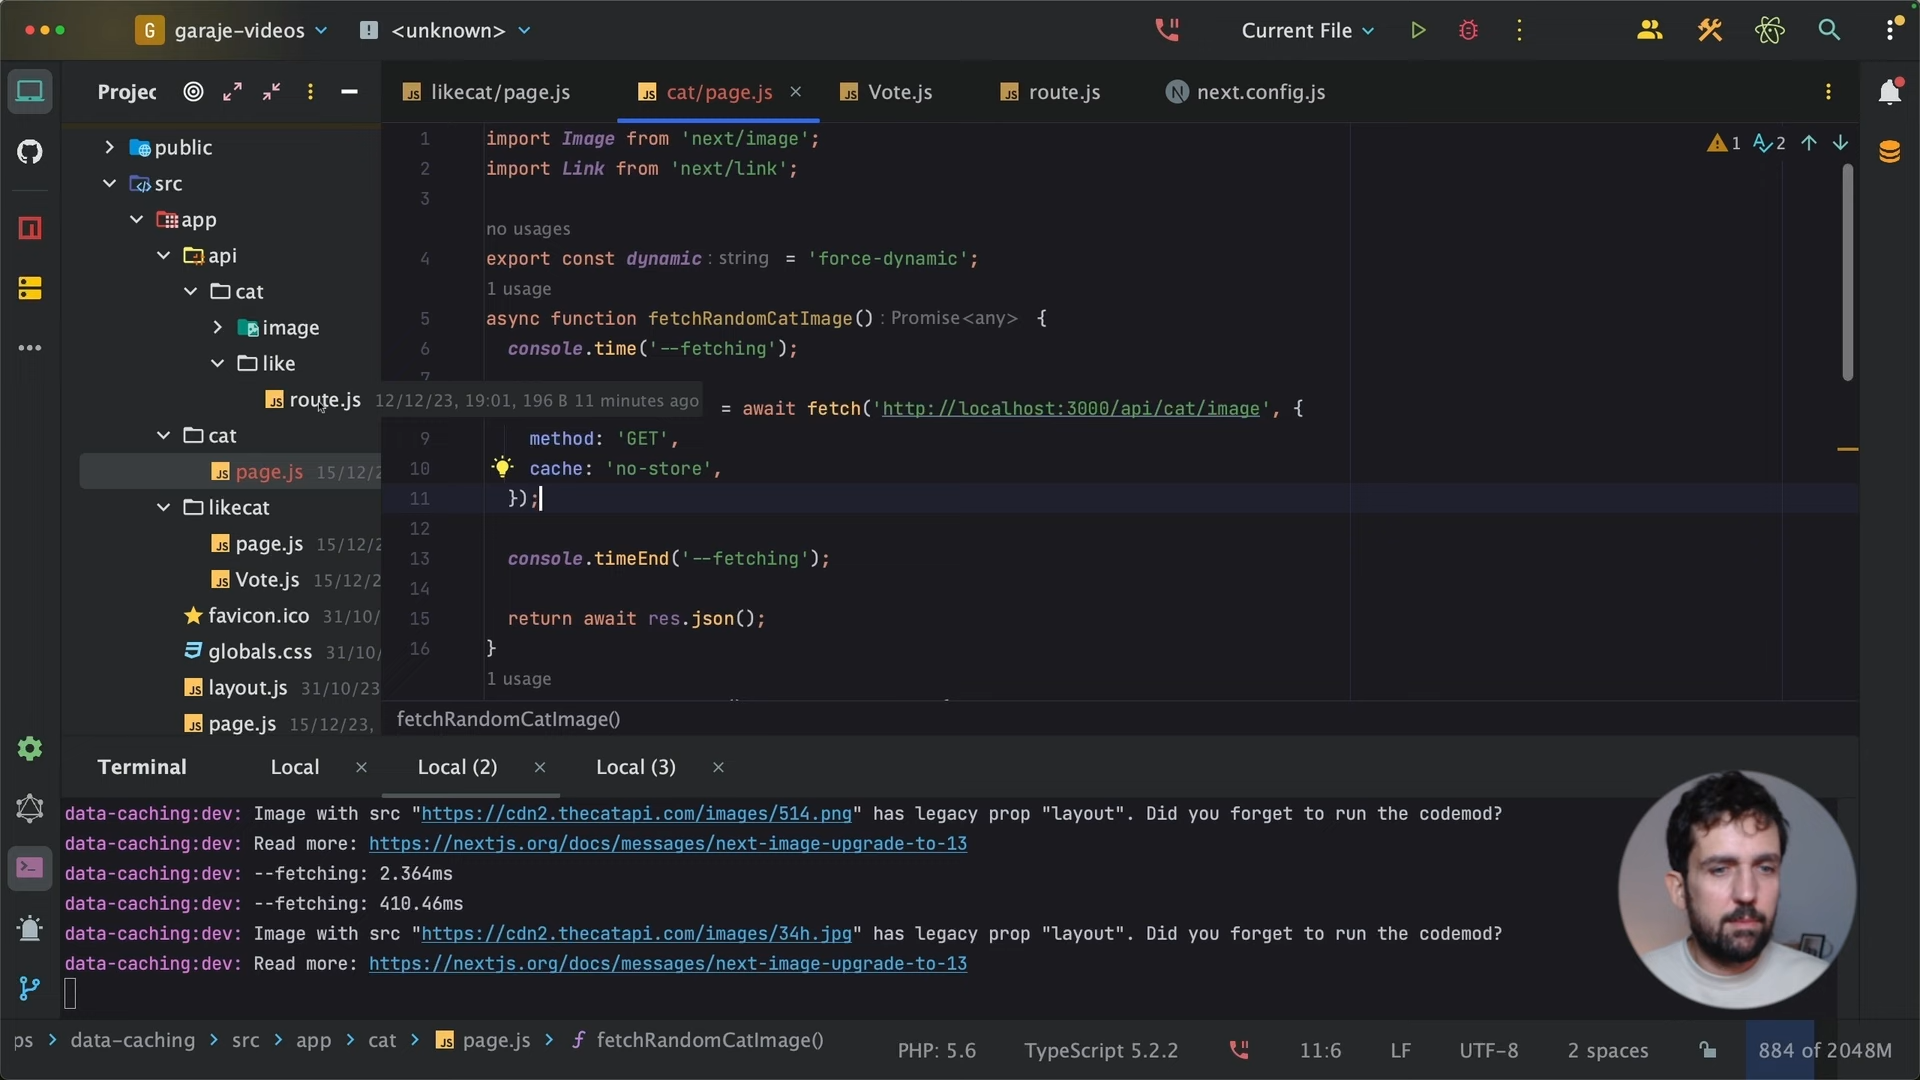 G garaje-videos <unknown> Current File
Projec
likecat/page.js cat/page.js Vote.js route.js next.config.js
public
src
app
api
cat
image
like
route.js 12/12/23, 19:01, 196 B 11 minutes ago
cat
page.js 15/12/2
likecat
page.js 15/12/2
Vote.js 15/12/2
favicon.ico 31/10/
globals.css 31/10/
layout.js 31/10/23
page.js 15/12/23,
1 import Image from 'next/image';
2 import Link from 'next/link';
3
no usages
4 export const dynamic : string = 'force-dynamic';
1 usage
5 async function fetchRandomCatImage() : Promise<any> {
6 console.time('--fetching');
7
= await fetch('http://localhost:3000/api/cat/image', {
9 method: 'GET',
10 cache: 'no-store',
11 });
12
13 console.timeEnd('--fetching');
14
15 return await res.json();
16 }
1 usage
1 2
fetchRandomCatImage()
Terminal Local Local (2) Local (3)
data-caching:dev: Image with src "https://cdn2.thecatapi.com/images/514.png" has legacy prop "layout". Did you forget to run the codemod?
data-caching:dev: Read more: https://nextjs.org/docs/messages/next-image-upgrade-to-13
data-caching:dev: --fetching: 2.364ms
data-caching:dev: --fetching: 410.46ms
data-caching:dev: Image with src "https://cdn2.thecatapi.com/images/34h.jpg" has legacy prop "layout". Did you forget to run the codemod?
data-caching:dev: Read more: https://nextjs.org/docs/messages/next-image-upgrade-to-13
ps > data-caching > src > app > cat > page.js > fetchRandomCatImage()
PHP: 5.6 TypeScript 5.2.2 11:6 LF UTF-8 2 spaces 884 of 2048M